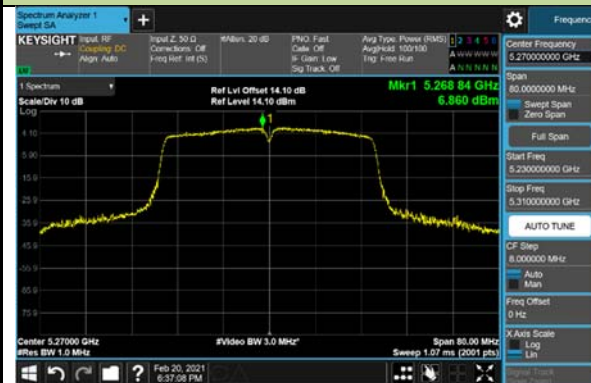 Spectrum Analyzer 1
Swept SA
Frequenc
KEYSIGHT
Input: RF
Coupling: DC
Align: Auto
Input Z: 50 Ω
Corrections: Off
Freq Ref: Int (S)
#Atten: 20 dB
PNO: Fast
Gate: Off
IF Gain: Low
Sig Track: Off
Avg Type: Power (RMS)
Avg|Hold: 100/100
Trig: Free Run
1 2 3 4 5 6
A W W W W W
A N N N N N
1 Spectrum
Scale/Div 10 dB
Log
Ref Lvl Offset 14.10 dB
Ref Level 14.10 dBm
Mkr1 5.268 84 GHz
6.860 dBm
1
4.10
-5.90
-15.9
-25.9
-35.9
-45.9
-55.9
-65.9
-75.9
Center 5.27000 GHz
#Res BW 1.0 MHz
#Video BW 3.0 MHz*
Span 80.00 MHz
Sweep 1.07 ms (2001 pts)
Feb 20, 2021
6:37:08 PM
Center Frequency
5.270000000 GHz
Span
80.0000000 MHz
Swept Span
Zero Span
Full Span
Start Freq
5.230000000 GHz
Stop Freq
5.310000000 GHz
AUTO TUNE
CF Step
8.000000 MHz
Auto
Man
Freq Offset
0 Hz
X Axis Scale
Log
Lin
Signal Track